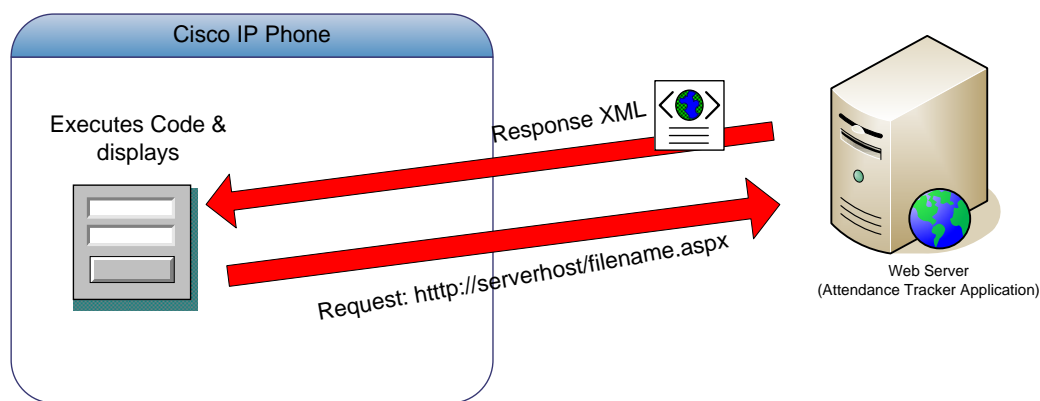 Cisco IP Phone
Executes Code &
displays
Response XML
Request: htttp://serverhost/filename.aspx
Web Server
(Attendance Tracker Application)